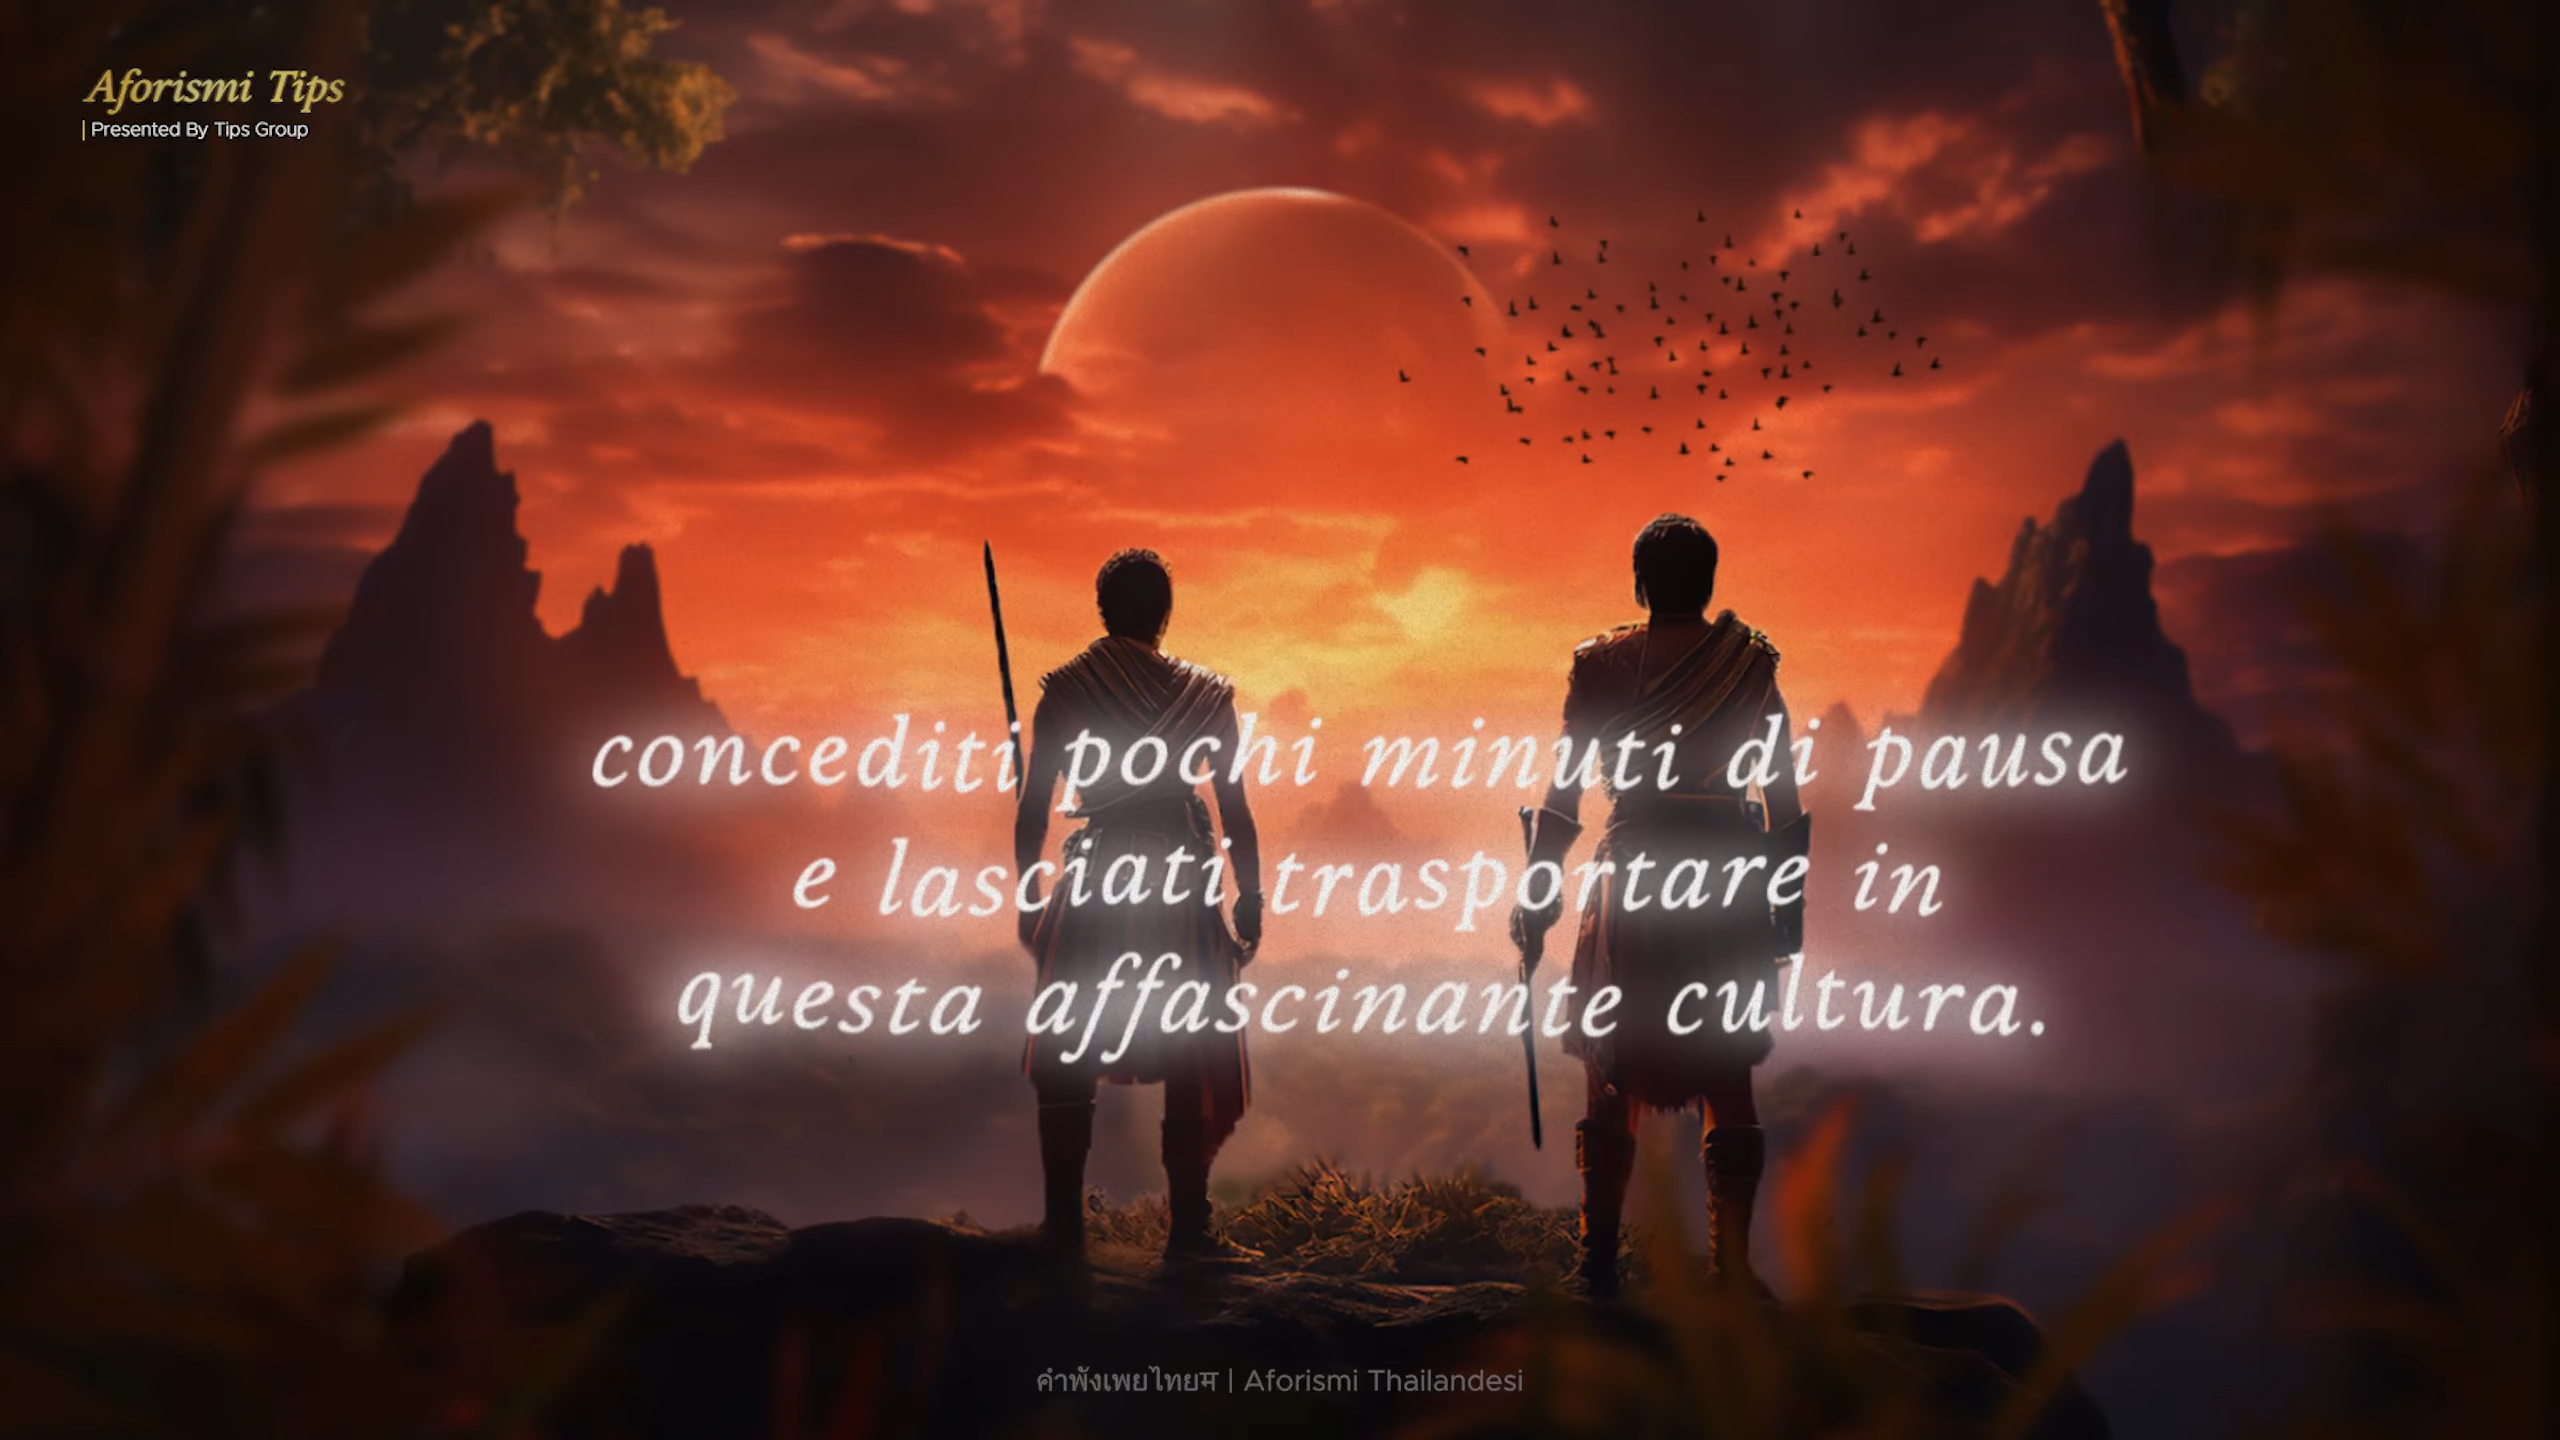 Aforismi Tips
| Presented By Tips Group
concediti pochi minuti di pausa
e lasciati trasportare in
questa affascinante cultura.
คำพังเพยไทยम | Aforismi Thailandesi